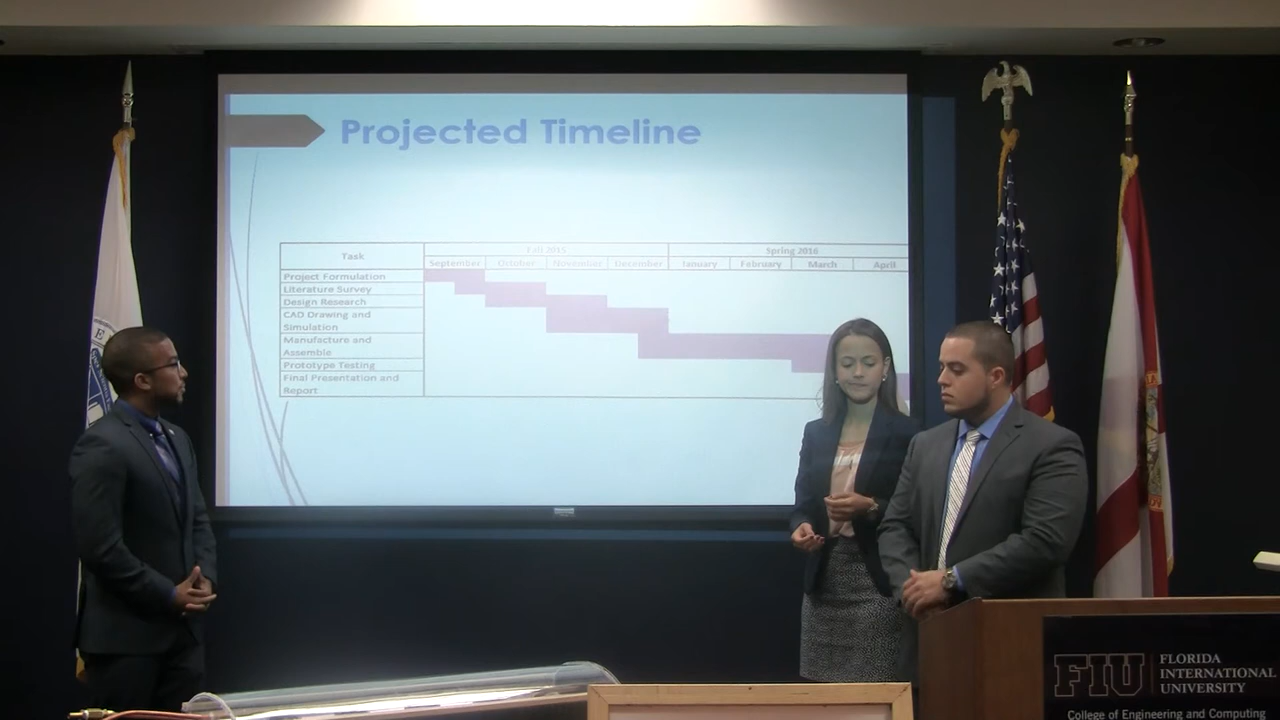 Projected Timeline
Task
Fall 2015
Spring 2016
September October November December January February March April
Project Formulation
Literature Survey
Design Research
CAD Drawing and
Simulation
Manufacture and
Assemble
Prototype Testing
Final Presentation and
Report
E
FIU
FLORIDA
INTERNATIONAL
UNIVERSITY
College of Engineering and Computing